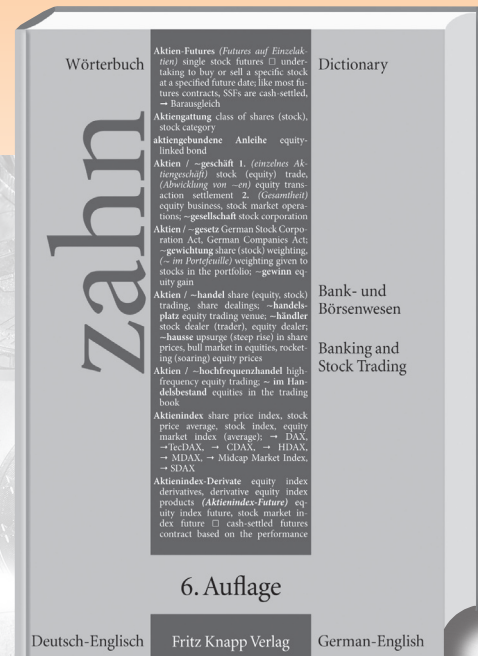 Wörterbuch
Dictionary
zahn
Aktien-Futures (Futures auf Einzelak-
tien) single stock futures □ under-
taking to buy or sell a specific stock
at a specified future date; like most fu-
tures contracts, SSFs are cash-settled,
→ Barausgleich
Aktiengattung class of shares (stock),
stock category
aktiengebundene Anleihe equity-
linked bond
Aktien / ~geschäft 1. (einzelnes Ak-
tiengeschäft) stock (equity) trade,
(Abwicklung von ~en) equity trans-
action settlement 2. (Gesamtheit)
equity business, stock market opera-
tions; ~gesellschaft stock corporation
Aktien / ~gesetz German Stock Corpo-
ration Act, German Companies Act;
~gewichtung share (stock) weighting,
(~ im Portefeuille) weighting given to
stocks in the portfolio; ~gewinn eq-
uity gain
Aktien / ~handel share (equity, stock)
trading, share dealings; ~handels-
platz equity trading venue; ~händler
stock dealer (trader), equity dealer;
~hausse upsurge (steep rise) in share
prices, bull market in equities, rocket-
ing (soaring) equity prices
Aktien / ~hochfrequenzhandel high-
frequency equity trading; ~ im Han-
delsbestand equities in the trading
book
Aktienindex share price index, stock
price average, stock index, equity
market index (average); → DAX,
→TecDAX, → CDAX, → HDAX,
→ MDAX, → Midcap Market Index,
→ SDAX
Aktienindex-Derivate equity index
derivatives, derivative equity index
products (Aktienindex-Future) eq-
uity index future, stock market in-
dex future □ cash-settled futures
contract based on the performance
Bank- und
Börsenwesen
Banking and
Stock Trading
6. Auflage
Deutsch-Englisch
Fritz Knapp Verlag
German-English